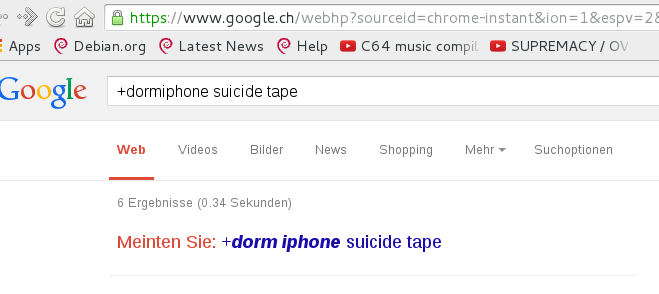 https://www.google.ch/webhp?sourceid=chrome-instant&ion=1&espv=2&
Apps Debian.org Latest News Help C64 music compil SUPREMACY / OV
Google +dormiphone suicide tape
Web Videos Bilder News Shopping Mehr Suchoptionen
6 Ergebnisse (0.34 Sekunden)
Meinten Sie: +dorm iphone suicide tape